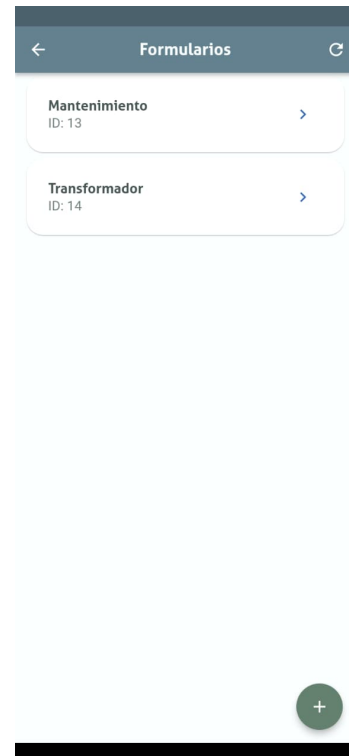 Formularios
Mantenimiento
ID: 13
Transformador
ID: 14
+